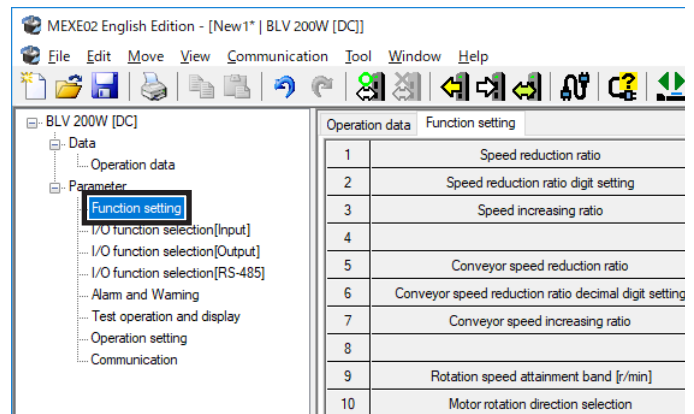 MEXE02 English Edition - [New1* | BLV 200W [DC]]
File Edit Move View Communication Tool Window Help
BLV 200W [DC]
Data
Operation data
Parameter
Function setting
I/O function selection[Input]
I/O function selection[Output]
I/O function selection[RS-485]
Alarm and Warning
Test operation and display
Operation setting
Communication
Operation data Function setting
1 Speed reduction ratio
2 Speed reduction ratio digit setting
3 Speed increasing ratio
4
5 Conveyor speed reduction ratio
6 Conveyor speed reduction ratio decimal digit setting
7 Conveyor speed increasing ratio
8
9 Rotation speed attainment band [r/min]
10 Motor rotation direction selection